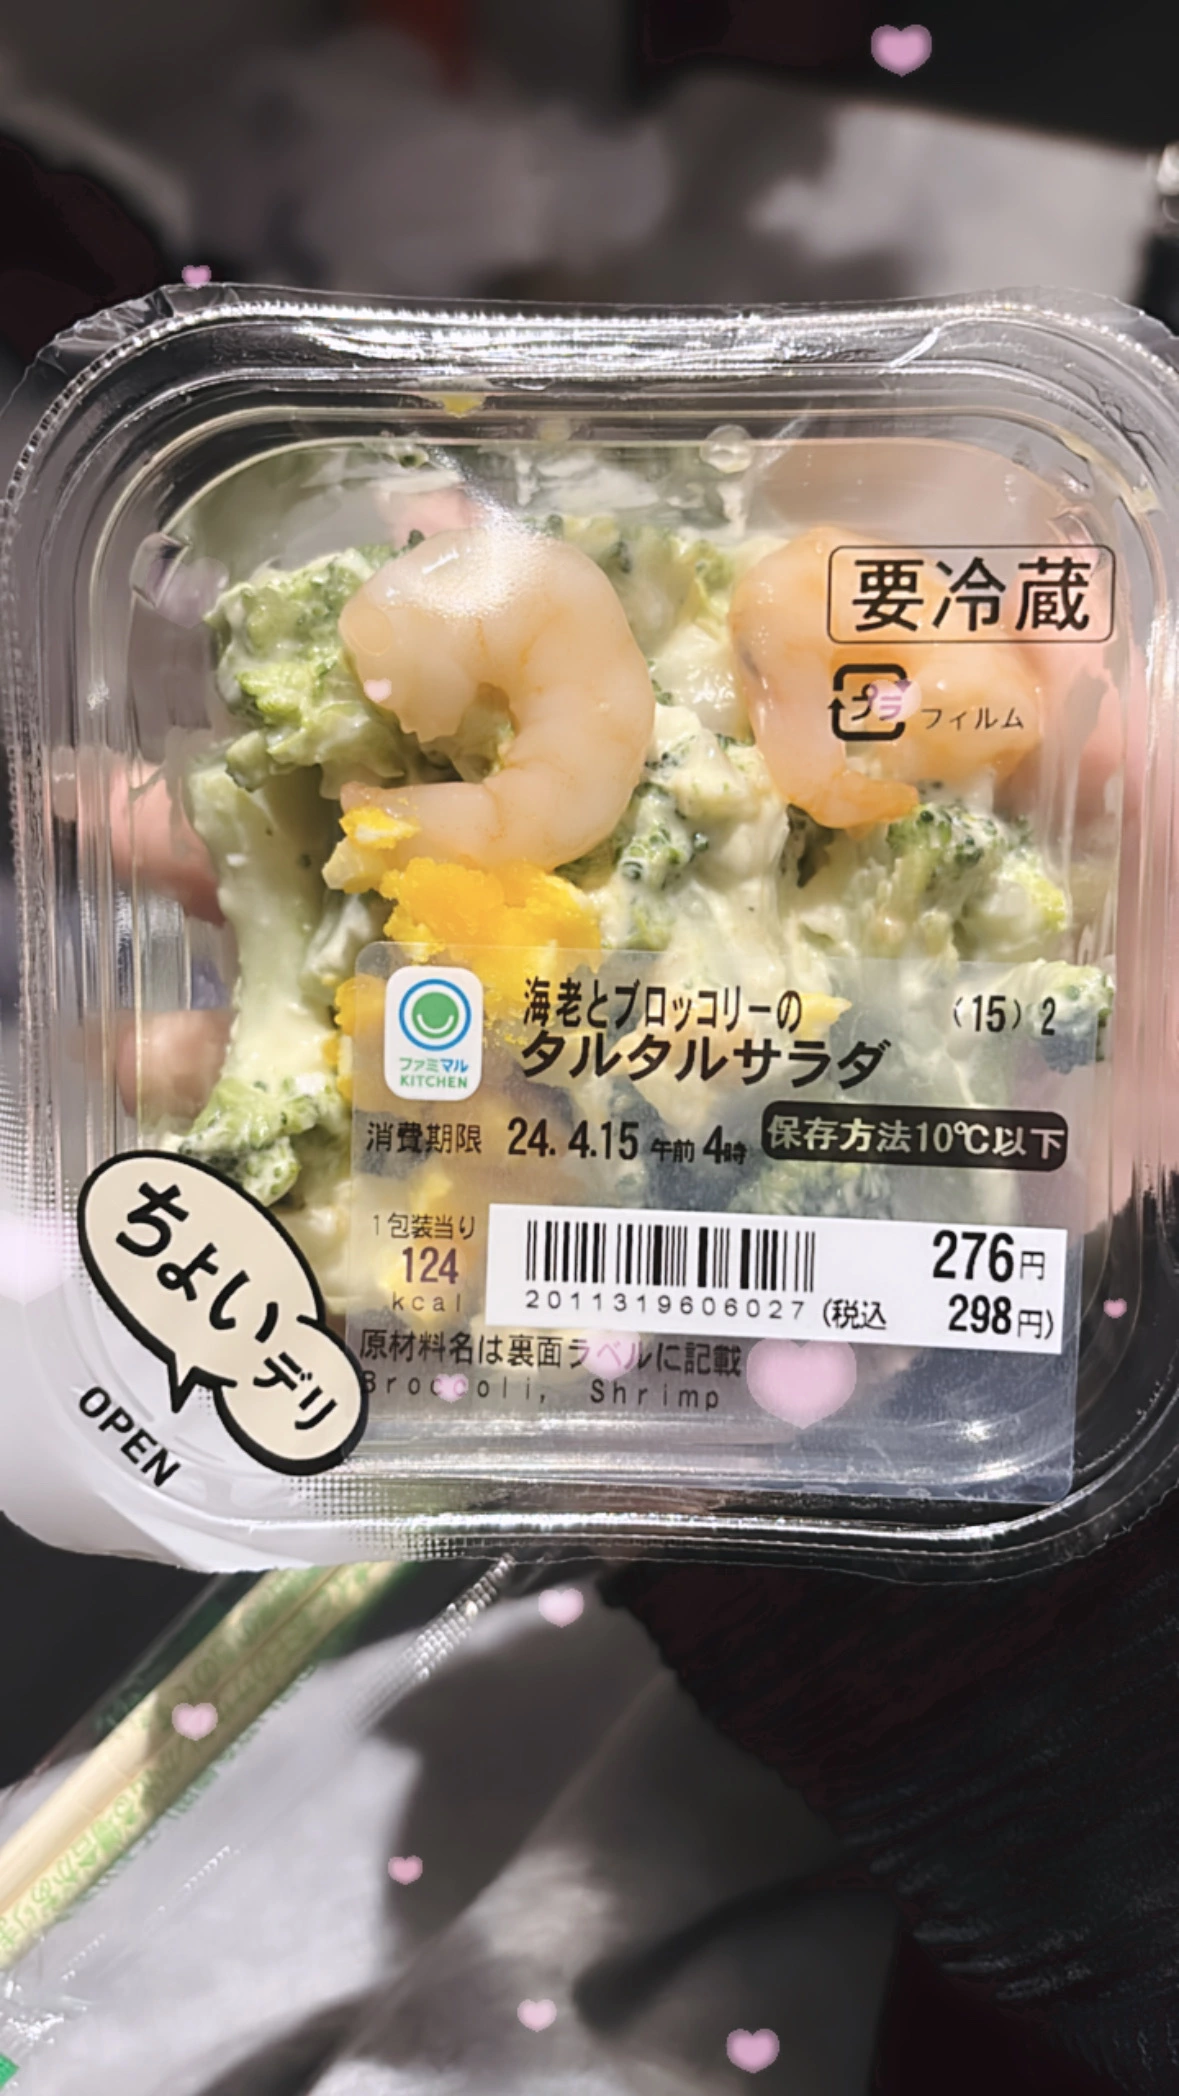 要冷蔵
プラ
フィルム
ファミマル
KITCHEN
海老とブロッコリーの (15) 2
タルタルサラダ
消費期限 24. 4.15 午前 4時 保存方法10℃以下
1包装当り
124
kcal
2011319606027
276円
(税込 298円)
原材料名は裏面ラベルに記載
Broccoli, Shrimp
ちょい
デリ
OPEN